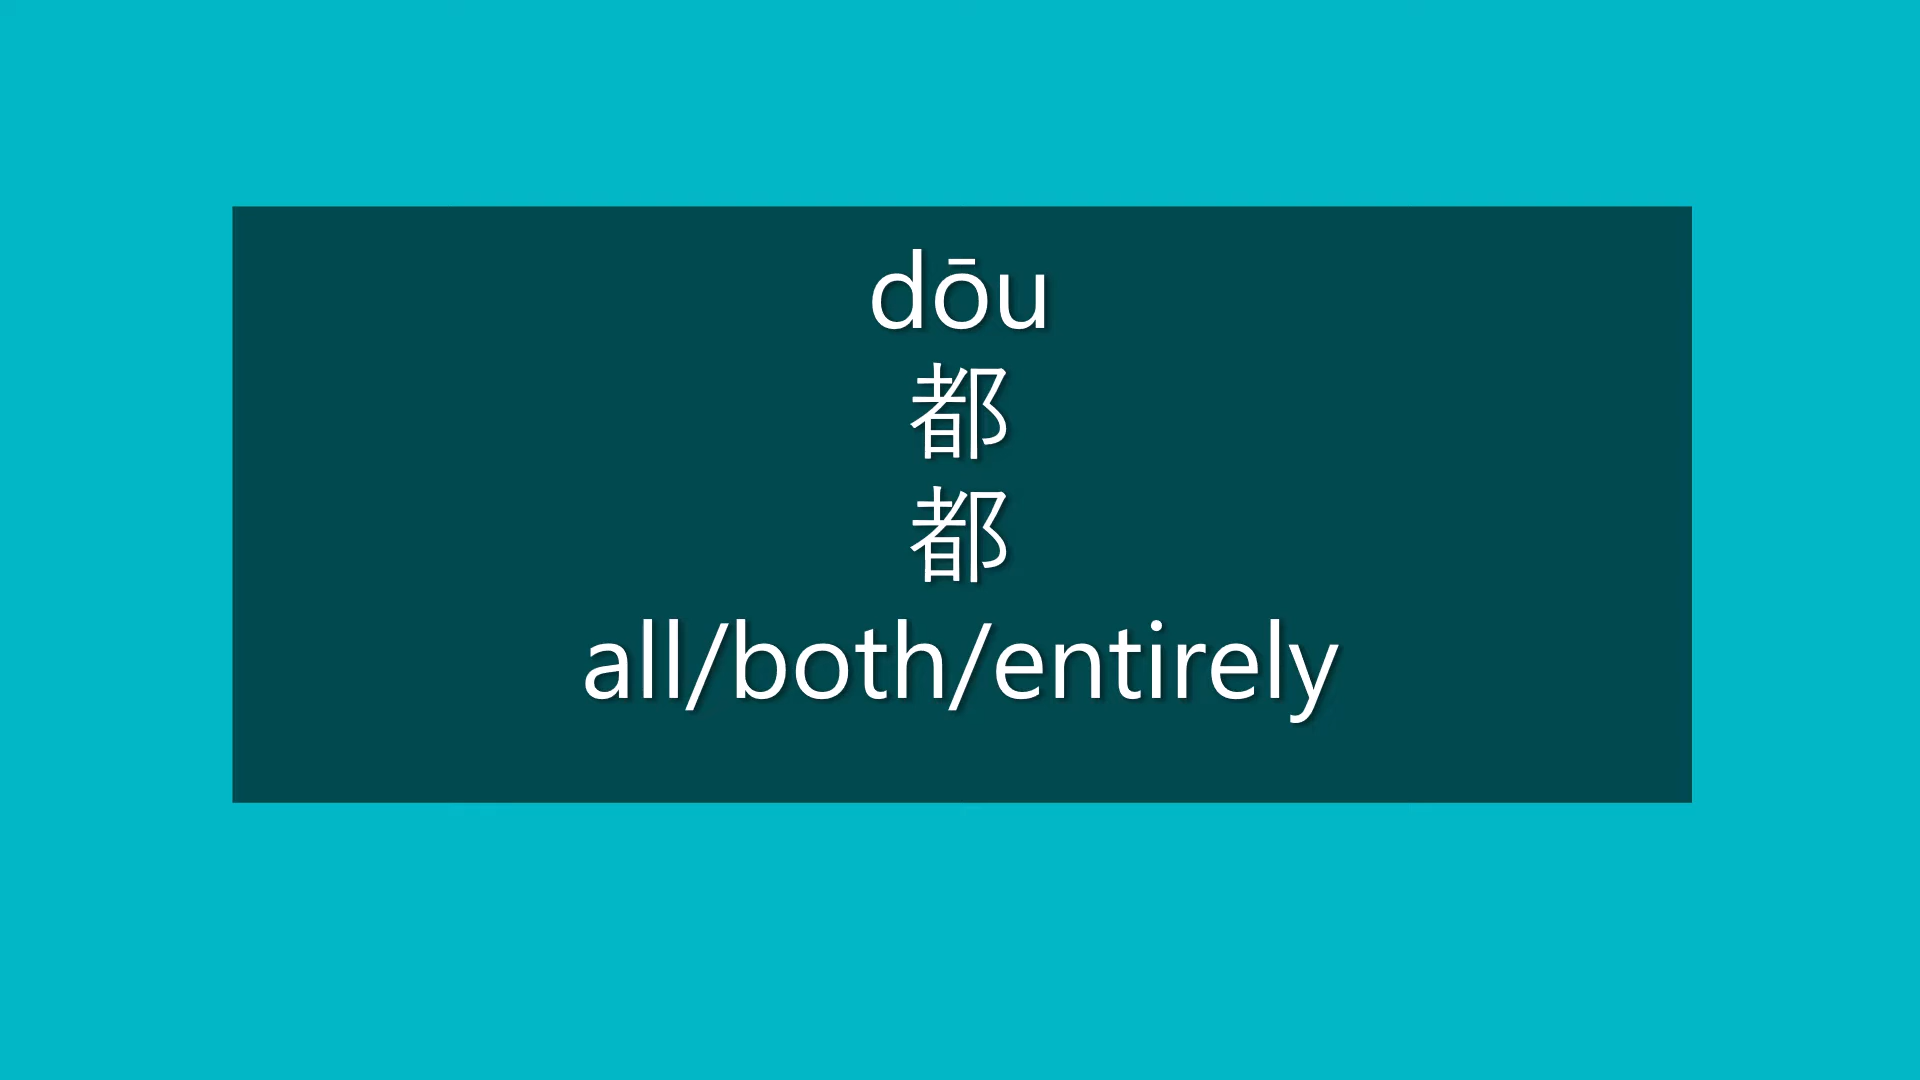 dōu
都
都
all/both/entirely